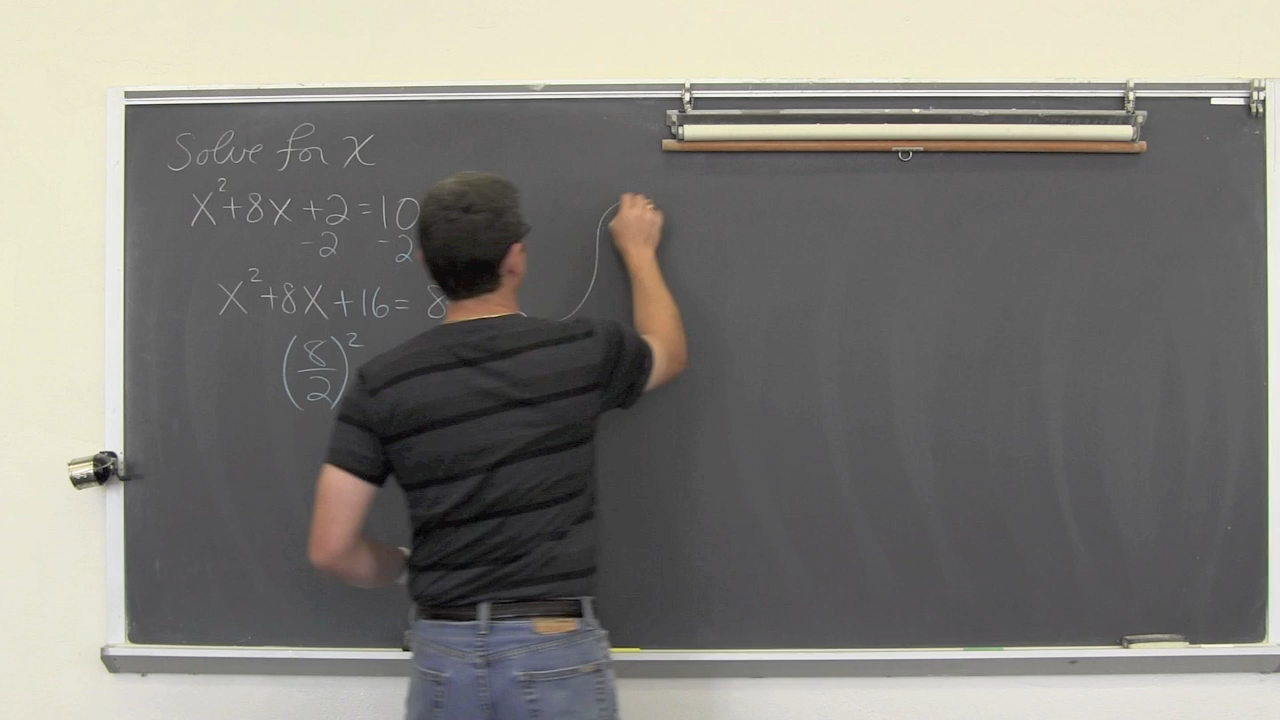 Solve for x
x²+8x+2=10
-2 -2
x²+8x+16= 8
(8/2)²